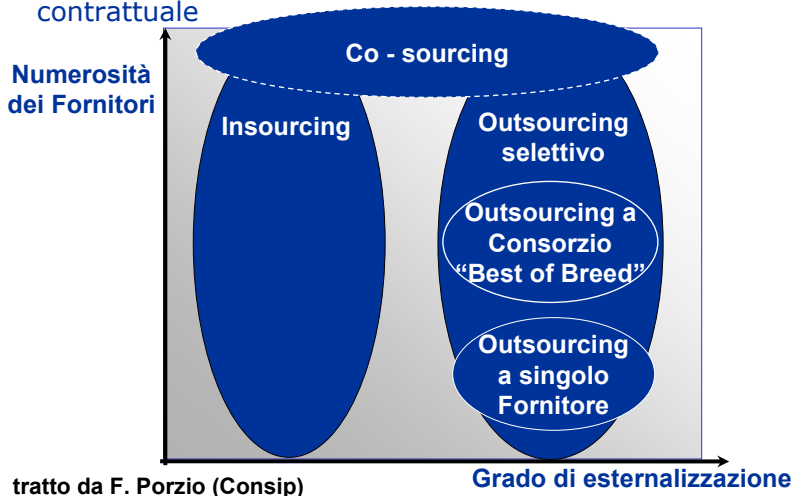 contrattuale
Numerosità
dei Fornitori
Co - sourcing
Insourcing
Outsourcing
selettivo
Outsourcing a
Consorzio
“Best of Breed”
Outsourcing
a singolo
Fornitore
Grado di esternalizzazione
tratto da F. Porzio (Consip)